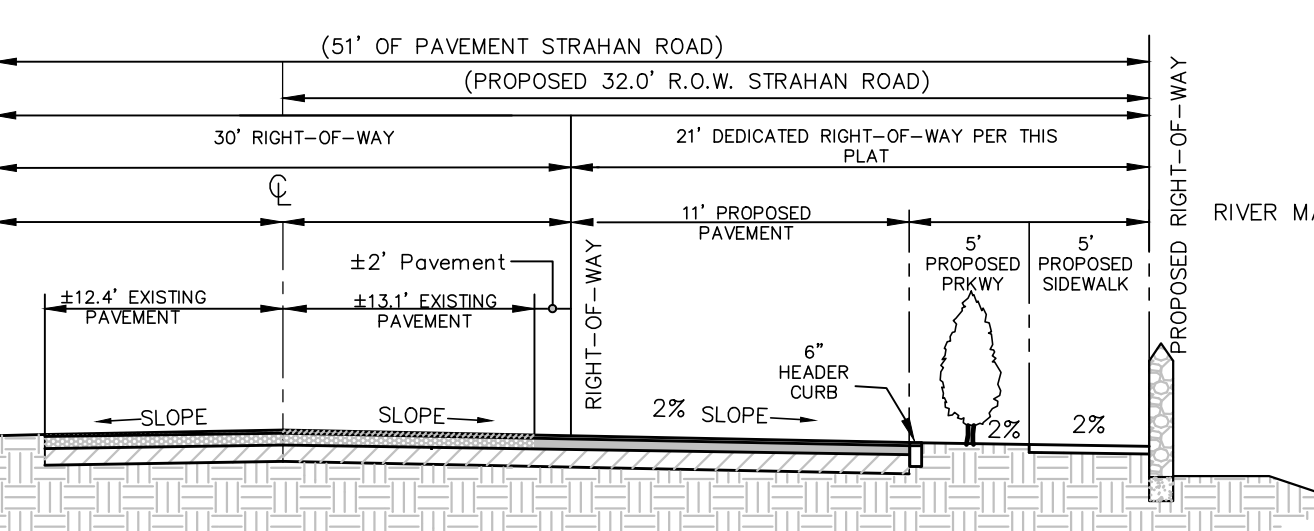 (51' OF PAVEMENT STRAHAN ROAD)
(PROPOSED 32.0' R.O.W. STRAHAN ROAD)
30' RIGHT-OF-WAY
21' DEDICATED RIGHT-OF-WAY PER THIS
PLAT
℄
11' PROPOSED
PAVEMENT
5'
PROPOSED
PRKWY
5'
PROPOSED
SIDEWALK
PROPOSED RIGHT-OF-WAY
RIVER MA
±2' Pavement
RIGHT-OF-WAY
±12.4' EXISTING
PAVEMENT
±13.1' EXISTING
PAVEMENT
6"
HEADER
CURB
SLOPE
SLOPE
2% SLOPE
2%
2%